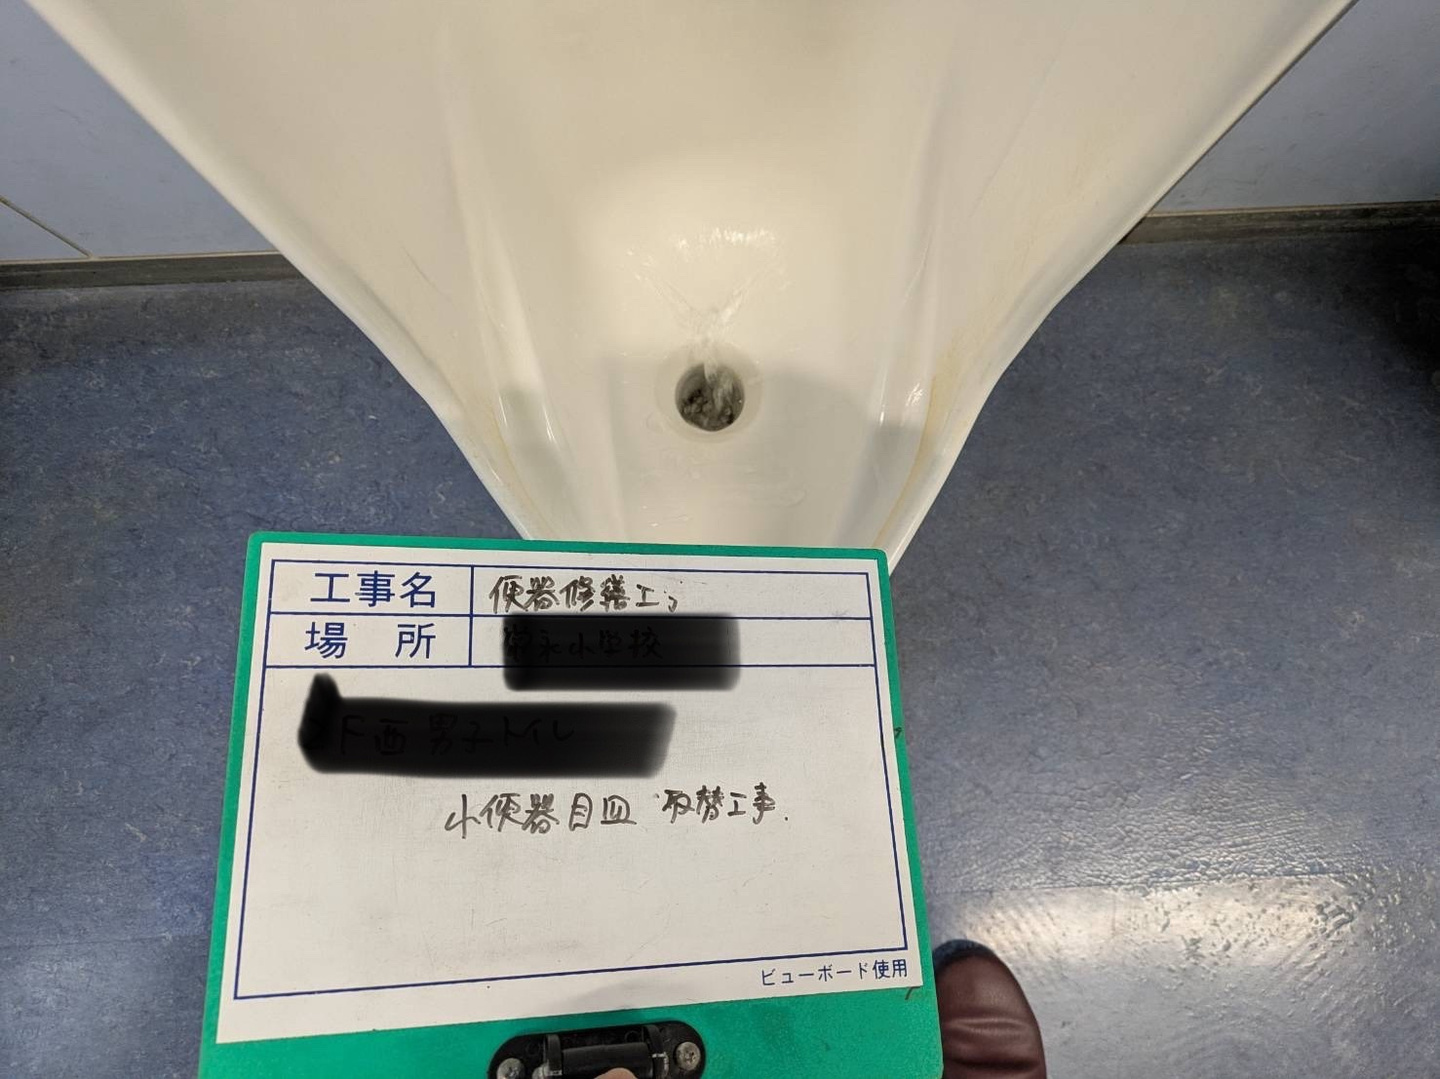 工事名 便器修繕工事
場所
小便器目皿 取替工事.
ビューボード使用